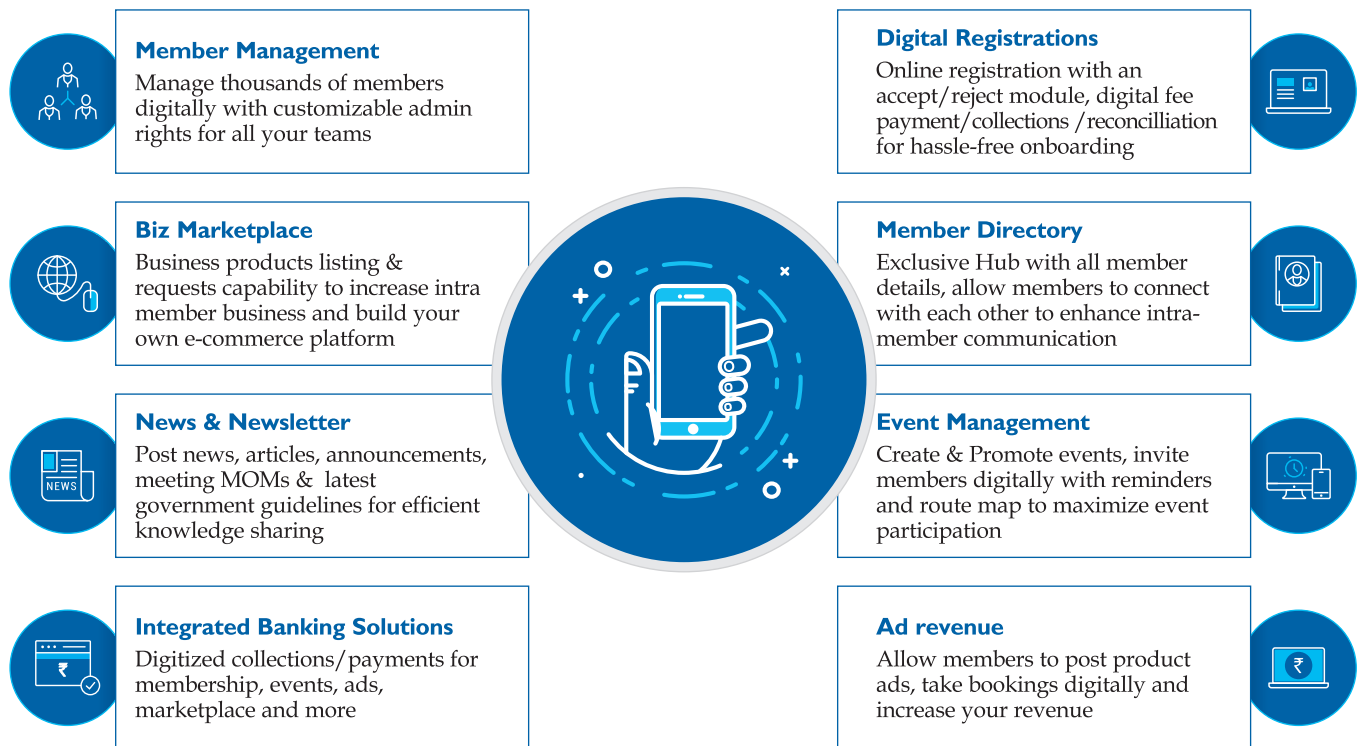 Member Management
Manage thousands of members
digitally with customizable admin
rights for all your teams
Biz Marketplace
Business products listing &
requests capability to increase intra
member business and build your
own e-commerce platform
News & Newsletter
Post news, articles, announcements,
meeting MOMs & latest
government guidelines for efficient
knowledge sharing
NEWS
Integrated Banking Solutions
Digitized collections/payments for
membership, events, ads,
marketplace and more
₹
Digital Registrations
Online registration with an
accept/reject module, digital fee
payment/collections /reconcilliation
for hassle-free onboarding
Member Directory
Exclusive Hub with all member
details, allow members to connect
with each other to enhance intra-
member communication
Event Management
Create & Promote events, invite
members digitally with reminders
and route map to maximize event
participation
Ad revenue
Allow members to post product
ads, take bookings digitally and
increase your revenue
₹